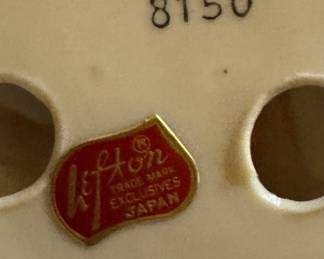 8150
Lefton
®
TRADE MARK
EXCLUSIVES
JAPAN